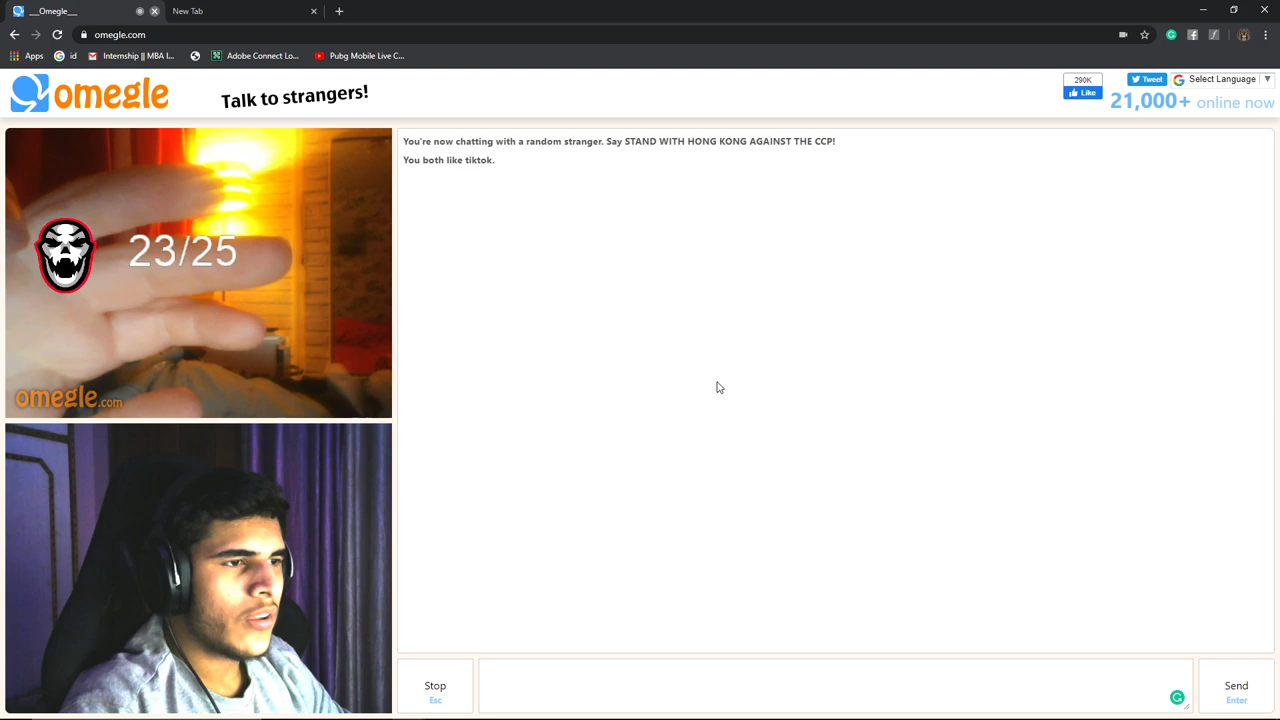 __Omegle__
New Tab
omegle.com
Apps
id
Internship || MBA I...
Adobe Connect Lo...
Pubg Mobile Live C...
omegle
Talk to strangers!
290K
Like
Tweet
Select Language
21,000+ online now
You're now chatting with a random stranger. Say STAND WITH HONG KONG AGAINST THE CCP!
You both like tiktok.
23/25
omegle.com
Stop
Esc
Send
Enter